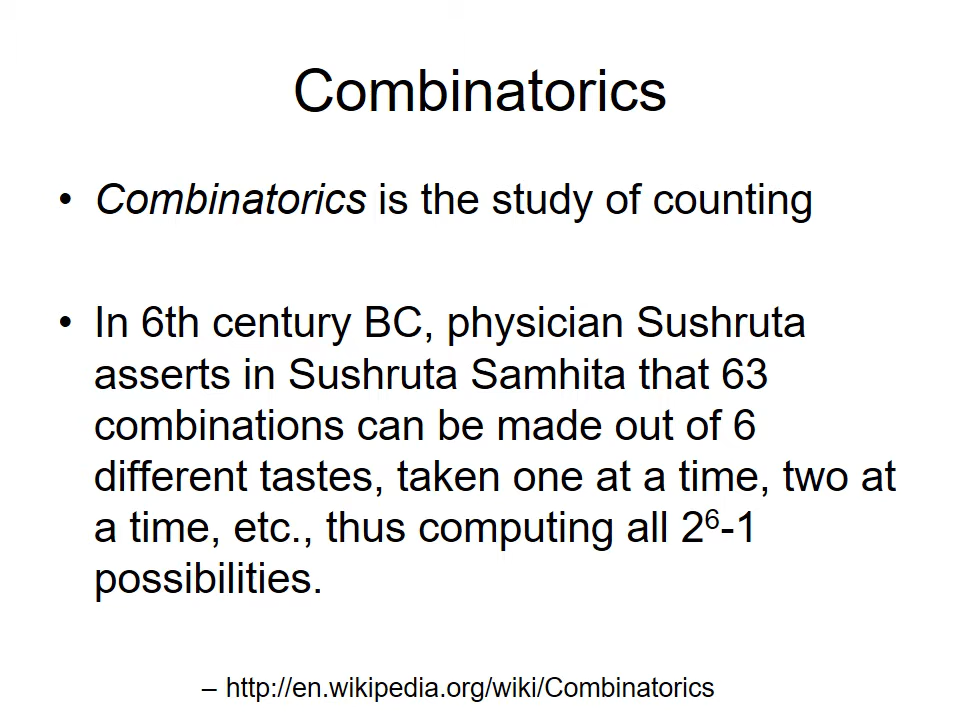 Combinatorics
• Combinatorics is the study of counting
• In 6th century BC, physician Sushruta
asserts in Sushruta Samhita that 63
combinations can be made out of 6
different tastes, taken one at a time, two at
a time, etc., thus computing all 2⁶-1
possibilities.
– http://en.wikipedia.org/wiki/Combinatorics